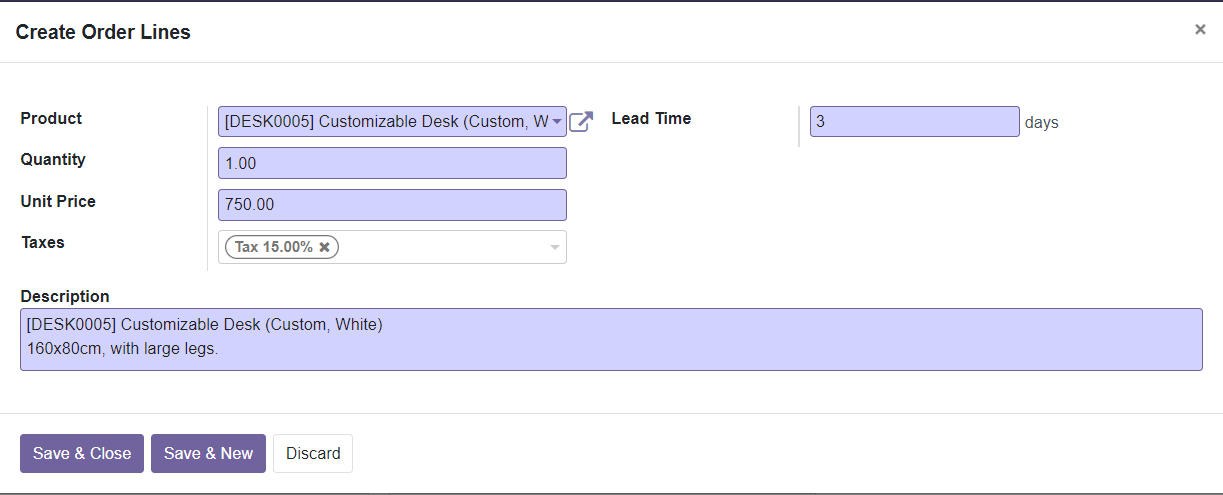 Create Order Lines
×
Product
[DESK0005] Customizable Desk (Custom, W
Lead Time
3
days
Quantity
1.00
Unit Price
750.00
Taxes
Tax 15.00% ✖
Description
[DESK0005] Customizable Desk (Custom, White)
160x80cm, with large legs.
Save & Close
Save & New
Discard